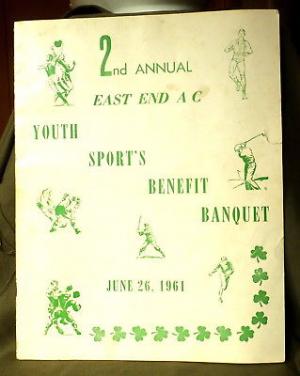 2nd ANNUAL
EAST END A C
YOUTH
SPORT'S
BENEFIT
BANQUET
JUNE 26, 1961